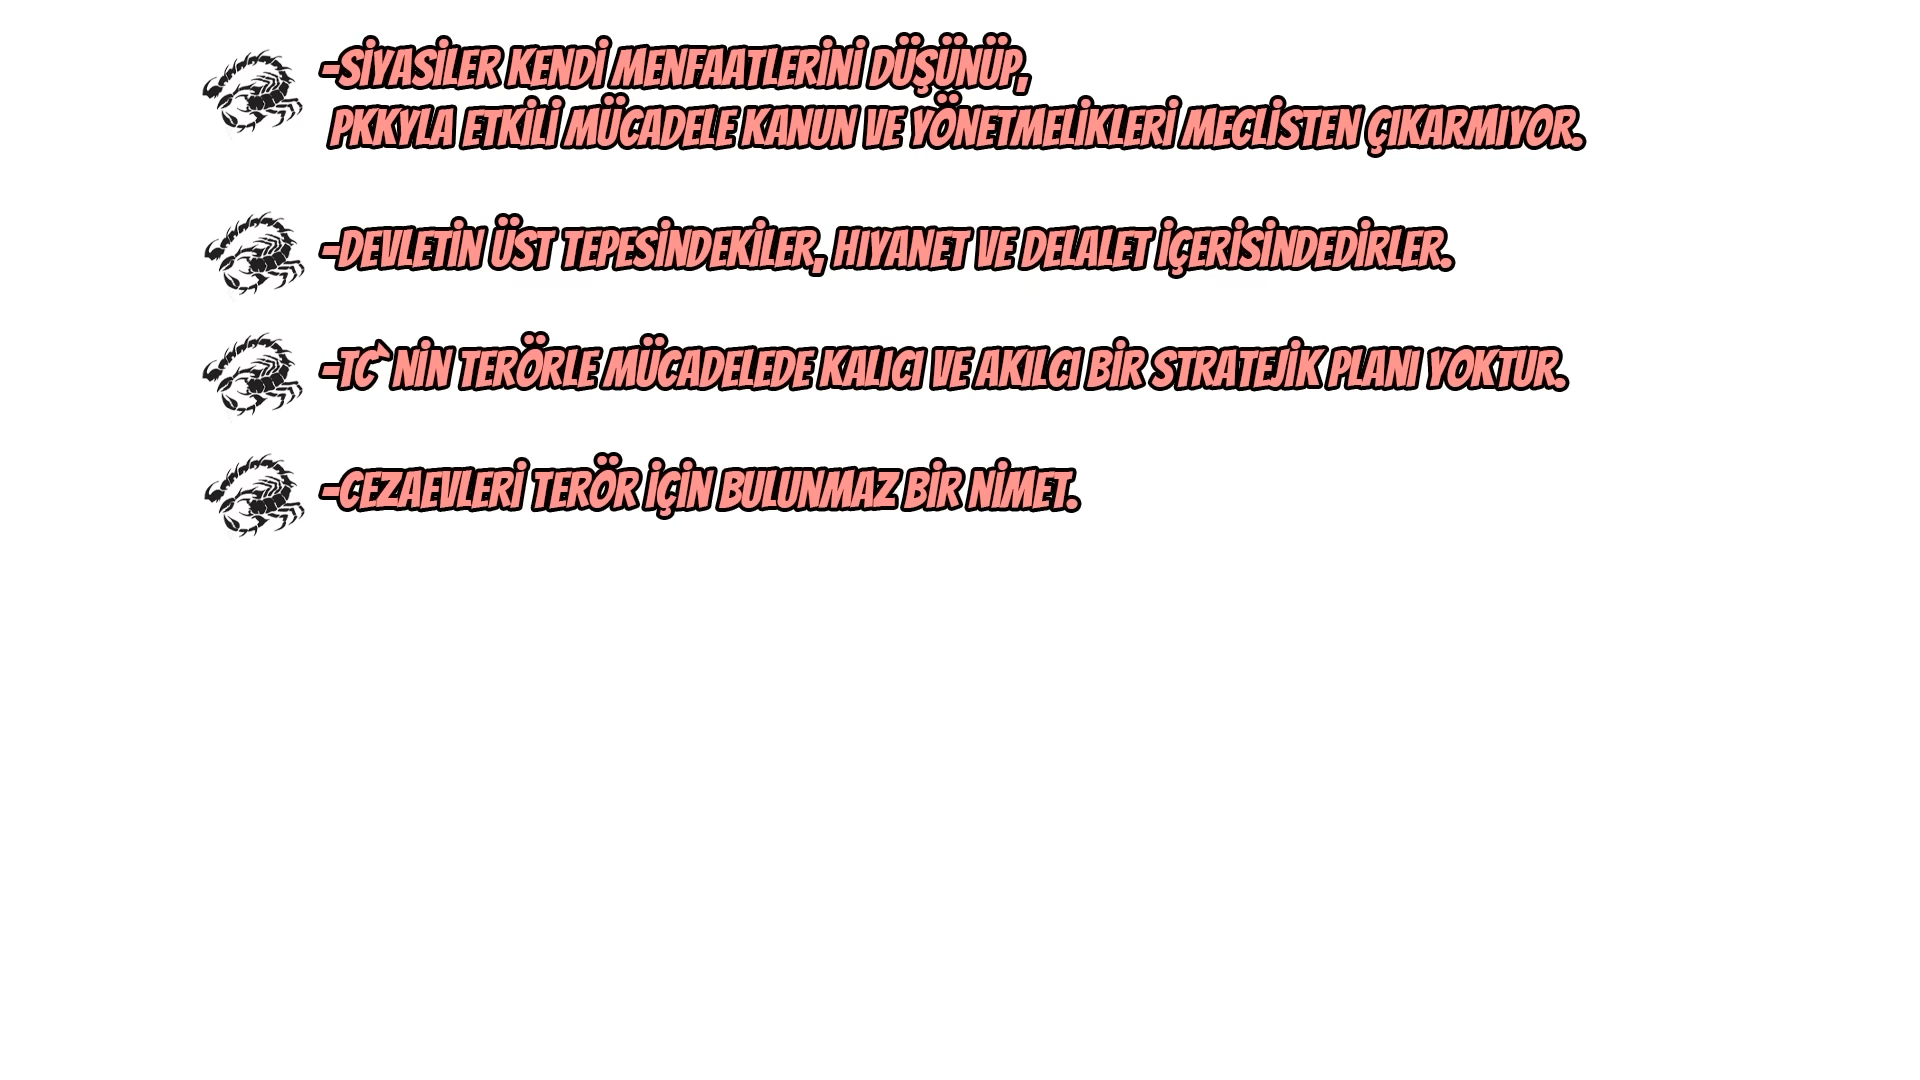 -SİYASİLER KENDİ MENFAATLERİNİ DÜŞÜNÜP,
PKKYLA ETKİLİ MÜCADELE KANUN VE YÖNETMELİKLERİ MECLİSTEN ÇIKARMIYOR.
-DEVLETİN ÜST TEPESİNDEKİLER, HIYANET VE DELALET İÇERİSİNDEDİRLER.
-TC`NİN TERÖRLE MÜCADELEDE KALICI VE AKILCI BİR STRATEJİK PLANI YOKTUR.
-CEZAEVLERİ TERÖR İÇİN BULUNMAZ BİR NİMET.